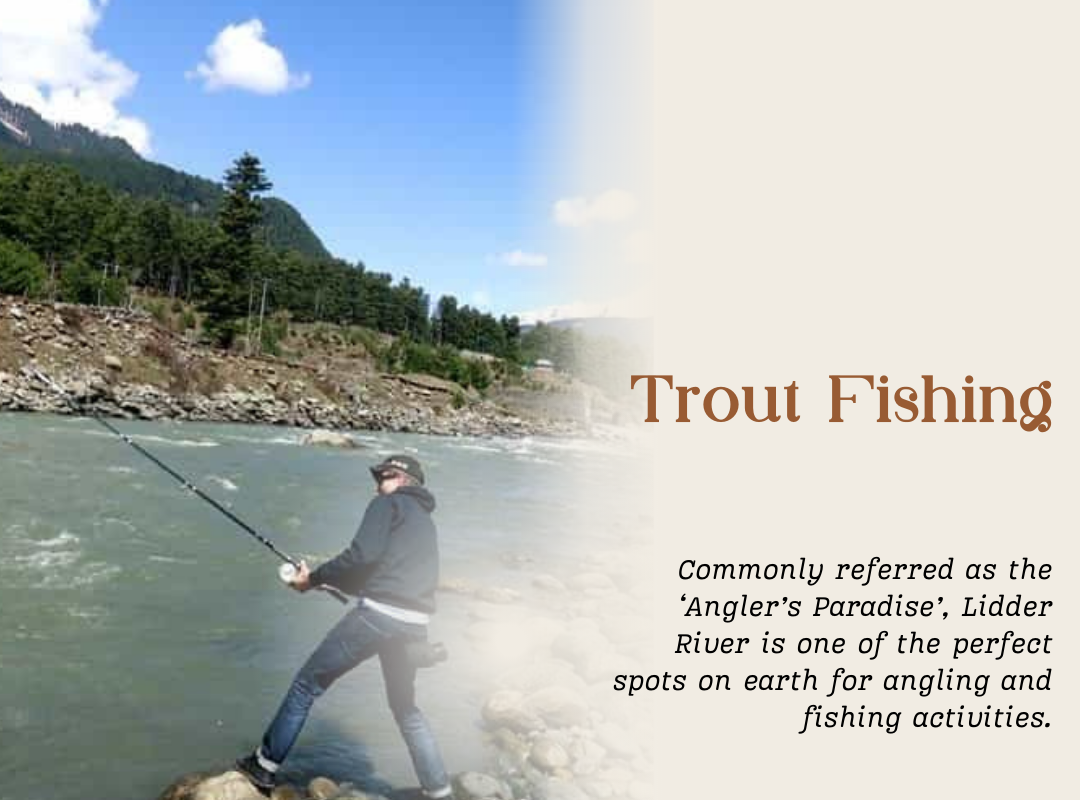 Trout Fishing
Commonly referred as the
‘Angler’s Paradise’, Lidder
River is one of the perfect
spots on earth for angling and
fishing activities.